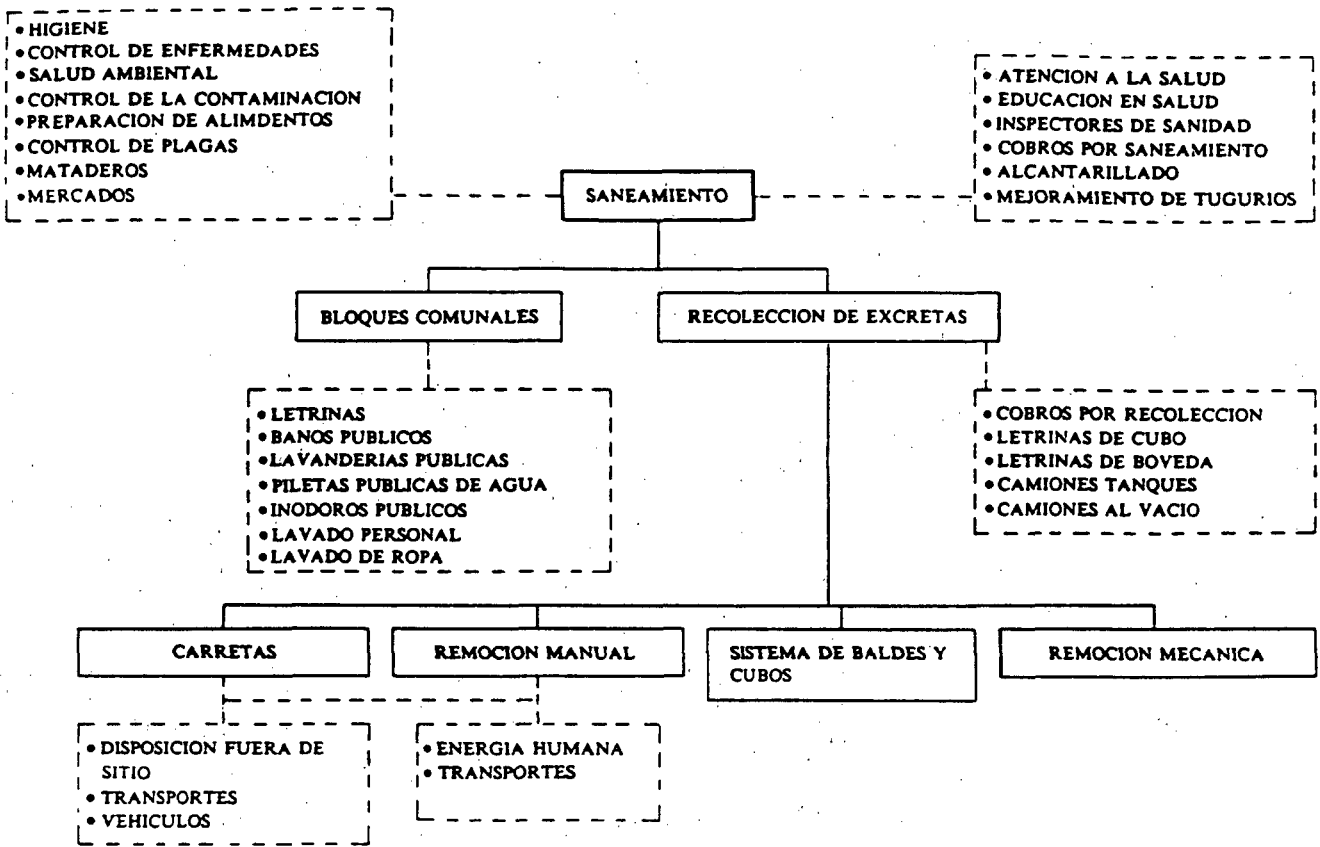 • HIGIENE
• CONTROL DE ENFERMEDADES
• SALUD AMBIENTAL
• CONTROL DE LA CONTAMINACION
• PREPARACION DE ALIMDENTOS
• CONTROL DE PLAGAS
• MATADEROS
• MERCADOS
• ATENCION A LA SALUD
• EDUCACION EN SALUD
• INSPECTORES DE SANIDAD
• COBROS POR SANEAMIENTO
• ALCANTARILLADO
• MEJORAMIENTO DE TUGURIOS
SANEAMIENTO
BLOQUES COMUNALES
RECOLECCION DE EXCRETAS
• LETRINAS
• BANOS PUBLICOS
• LAVANDERIAS PUBLICAS
• PILETAS PUBLICAS DE AGUA
• INODOROS PUBLICOS
• LAVADO PERSONAL
• LAVADO DE ROPA
• COBROS POR RECOLECCION
• LETRINAS DE CUBO
• LETRINAS DE BOVEDA
• CAMIONES TANQUES
• CAMIONES AL VACIO
CARRETAS
REMOCION MANUAL
SISTEMA DE BALDES Y
CUBOS
REMOCION MECANICA
• DISPOSICION FUERA DE
SITIO
• TRANSPORTES
• VEHICULOS
• ENERGIA HUMANA
• TRANSPORTES